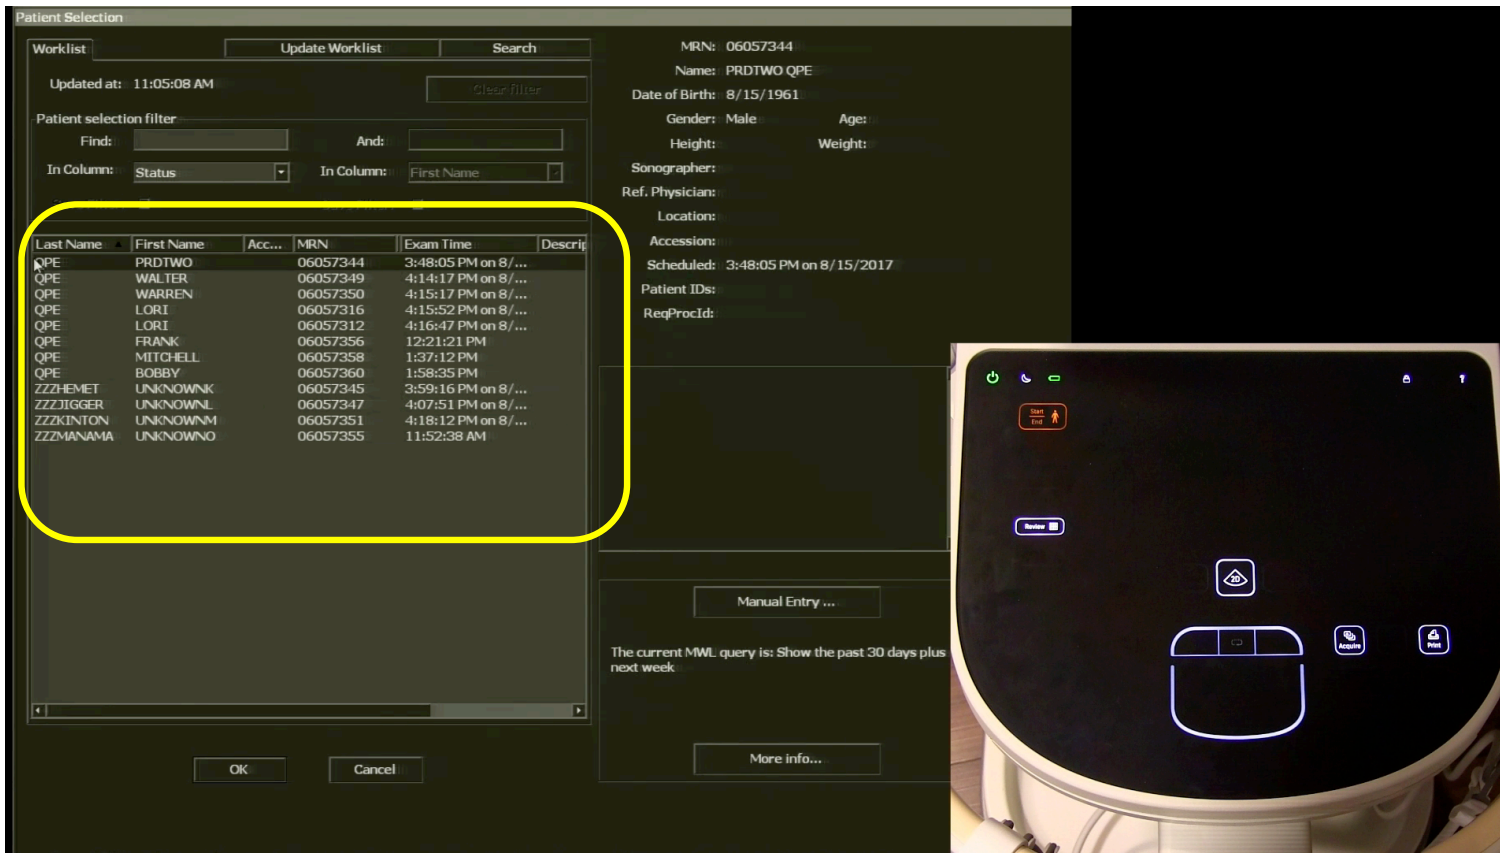 Patient Selection
Worklist
Update Worklist
Search
Updated at: 11:05:08 AM
Clear filter
Patient selection filter
Find:
And:
In Column: Status
In Column: First Name
Last Name First Name Acc... MRN Exam Time Descrip
QPE PRDTWO 06057344 3:48:05 PM on 8/...
QPE WALTER 06057349 4:14:17 PM on 8/...
QPE WARREN 06057350 4:15:17 PM on 8/...
QPE LORI 06057316 4:15:52 PM on 8/...
QPE LORI 06057312 4:16:47 PM on 8/...
QPE FRANK 06057356 12:21:21 PM
QPE MITCHELL 06057358 1:37:12 PM
QPE BOBBY 06057360 1:58:35 PM
ZZZHEMET UNKNOWNK 06057345 3:59:16 PM on 8/...
ZZZJIGGER UNKNOWNL 06057347 4:07:51 PM on 8/...
ZZZKINTON UNKNOWNM 06057351 4:18:12 PM on 8/...
ZZZMANAMA UNKNOWNO 06057355 11:52:38 AM
OK
Cancel
MRN: 06057344
Name: PRDTWO QPE
Date of Birth: 8/15/1961
Gender: Male Age:
Height: Weight:
Sonographer:
Ref. Physician:
Location:
Accession:
Scheduled: 3:48:05 PM on 8/15/2017
Patient IDs:
ReqProcId:
Manual Entry ...
The current MWL query is: Show the past 30 days plus
next week
More info...
Start
End
Review
2D
Acquire
Print